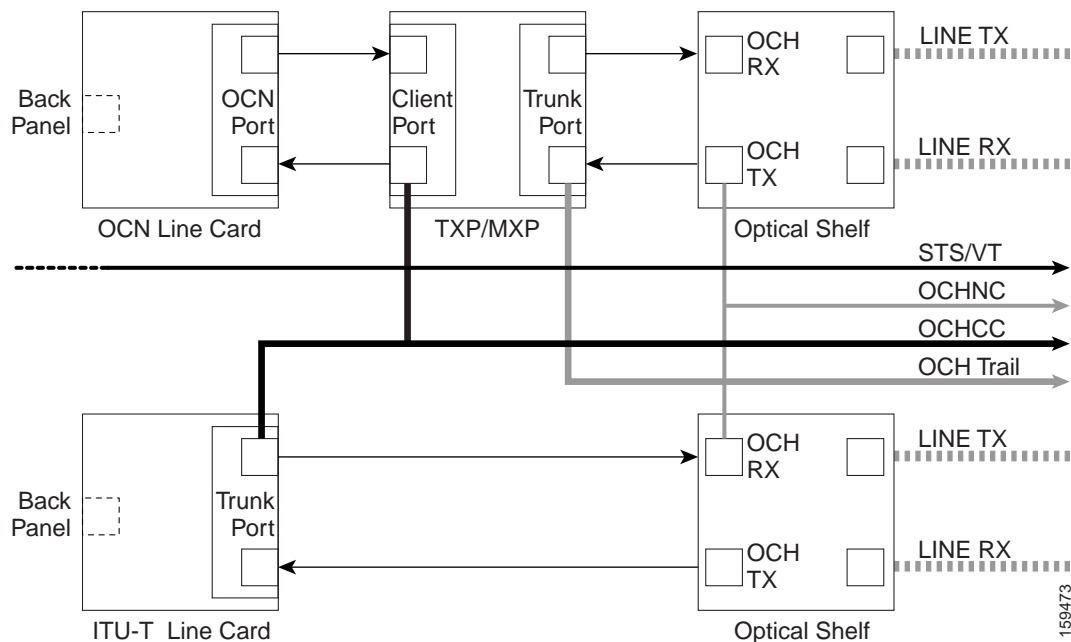 LINE TX
OCH
RX
Back
Panel
OCN
Port
Client
Port
Trunk
Port
LINE RX
OCH
TX
OCN Line Card
TXP/MXP
Optical Shelf
STS/VT
OCHNC
OCHCC
OCH Trail
LINE TX
OCH
RX
Back
Panel
Trunk
Port
LINE RX
OCH
TX
ITU-T Line Card
Optical Shelf
159473